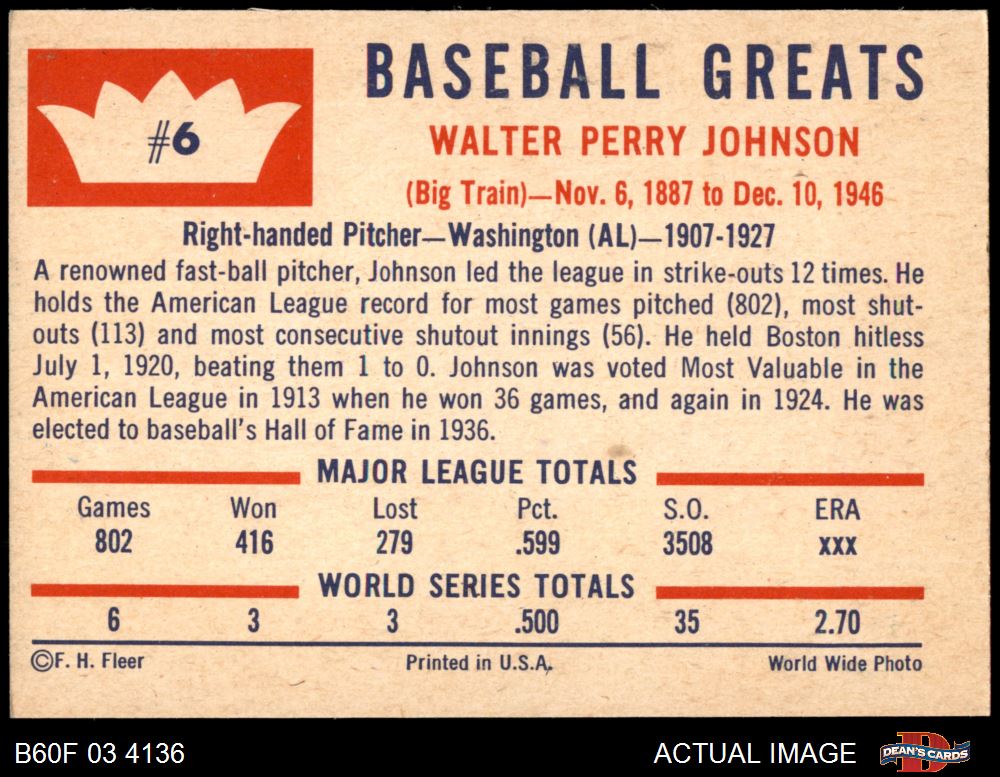 #6
BASEBALL GREATS
WALTER PERRY JOHNSON
(Big Train)—Nov. 6, 1887 to Dec. 10, 1946
Right-handed Pitcher—Washington (AL)—1907-1927
A renowned fast-ball pitcher, Johnson led the league in strike-outs 12 times. He
holds the American League record for most games pitched (802), most shut-
outs (113) and most consecutive shutout innings (56). He held Boston hitless
July 1, 1920, beating them 1 to 0. Johnson was voted Most Valuable in the
American League in 1913 when he won 36 games, and again in 1924. He was
elected to baseball's Hall of Fame in 1936.
MAJOR LEAGUE TOTALS
Games Won Lost Pct. S.O. ERA
802 416 279 .599 3508 xxx
WORLD SERIES TOTALS
6 3 3 .500 35 2.70
©F. H. Fleer Printed in U.S.A. World Wide Photo
B60F 03 4136 ACTUAL IMAGE D DEAN'S CARDS